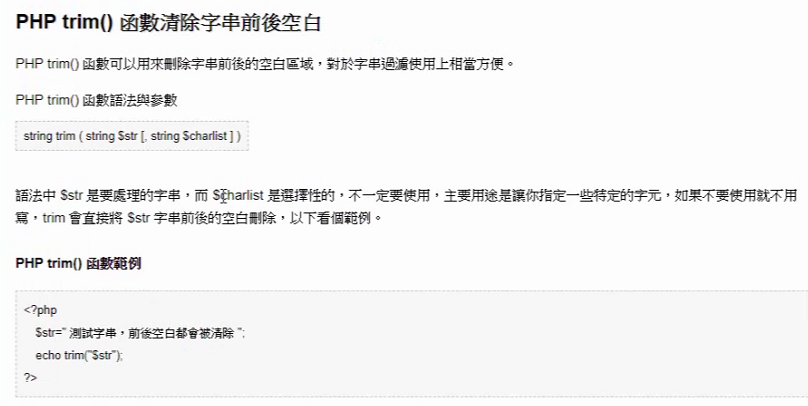 PHP trim() 函數清除字串前後空白
PHP trim() 函數可以用來刪除字串前後的空白區域，對於字串過濾使用上相當方便。
PHP trim() 函數語法與參數
string trim ( string $str [, string $charlist ] )
語法中 $str 是要處理的字串，而 $charlist 是選擇性的，不一定要使用，主要用途是讓你指定一些特定的字元，如果不要使用就不用
寫，trim 會直接將 $str 字串前後的空白刪除，以下看個範例。
PHP trim() 函數範例
<?php
$str=" 測試字串，前後空白都會被清除 ";
echo trim("$str");
?>